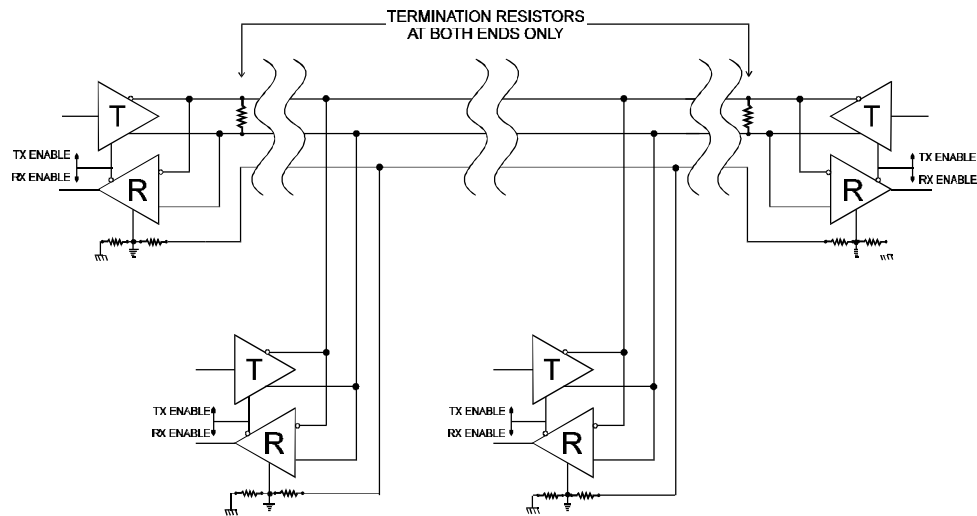 TERMINATION RESISTORS
AT BOTH ENDS ONLY
T
T
TX ENABLE
RX ENABLE
R
R
TX ENABLE
RX ENABLE
T
T
TX ENABLE
RX ENABLE
R
TX ENABLE
RX ENABLE
R